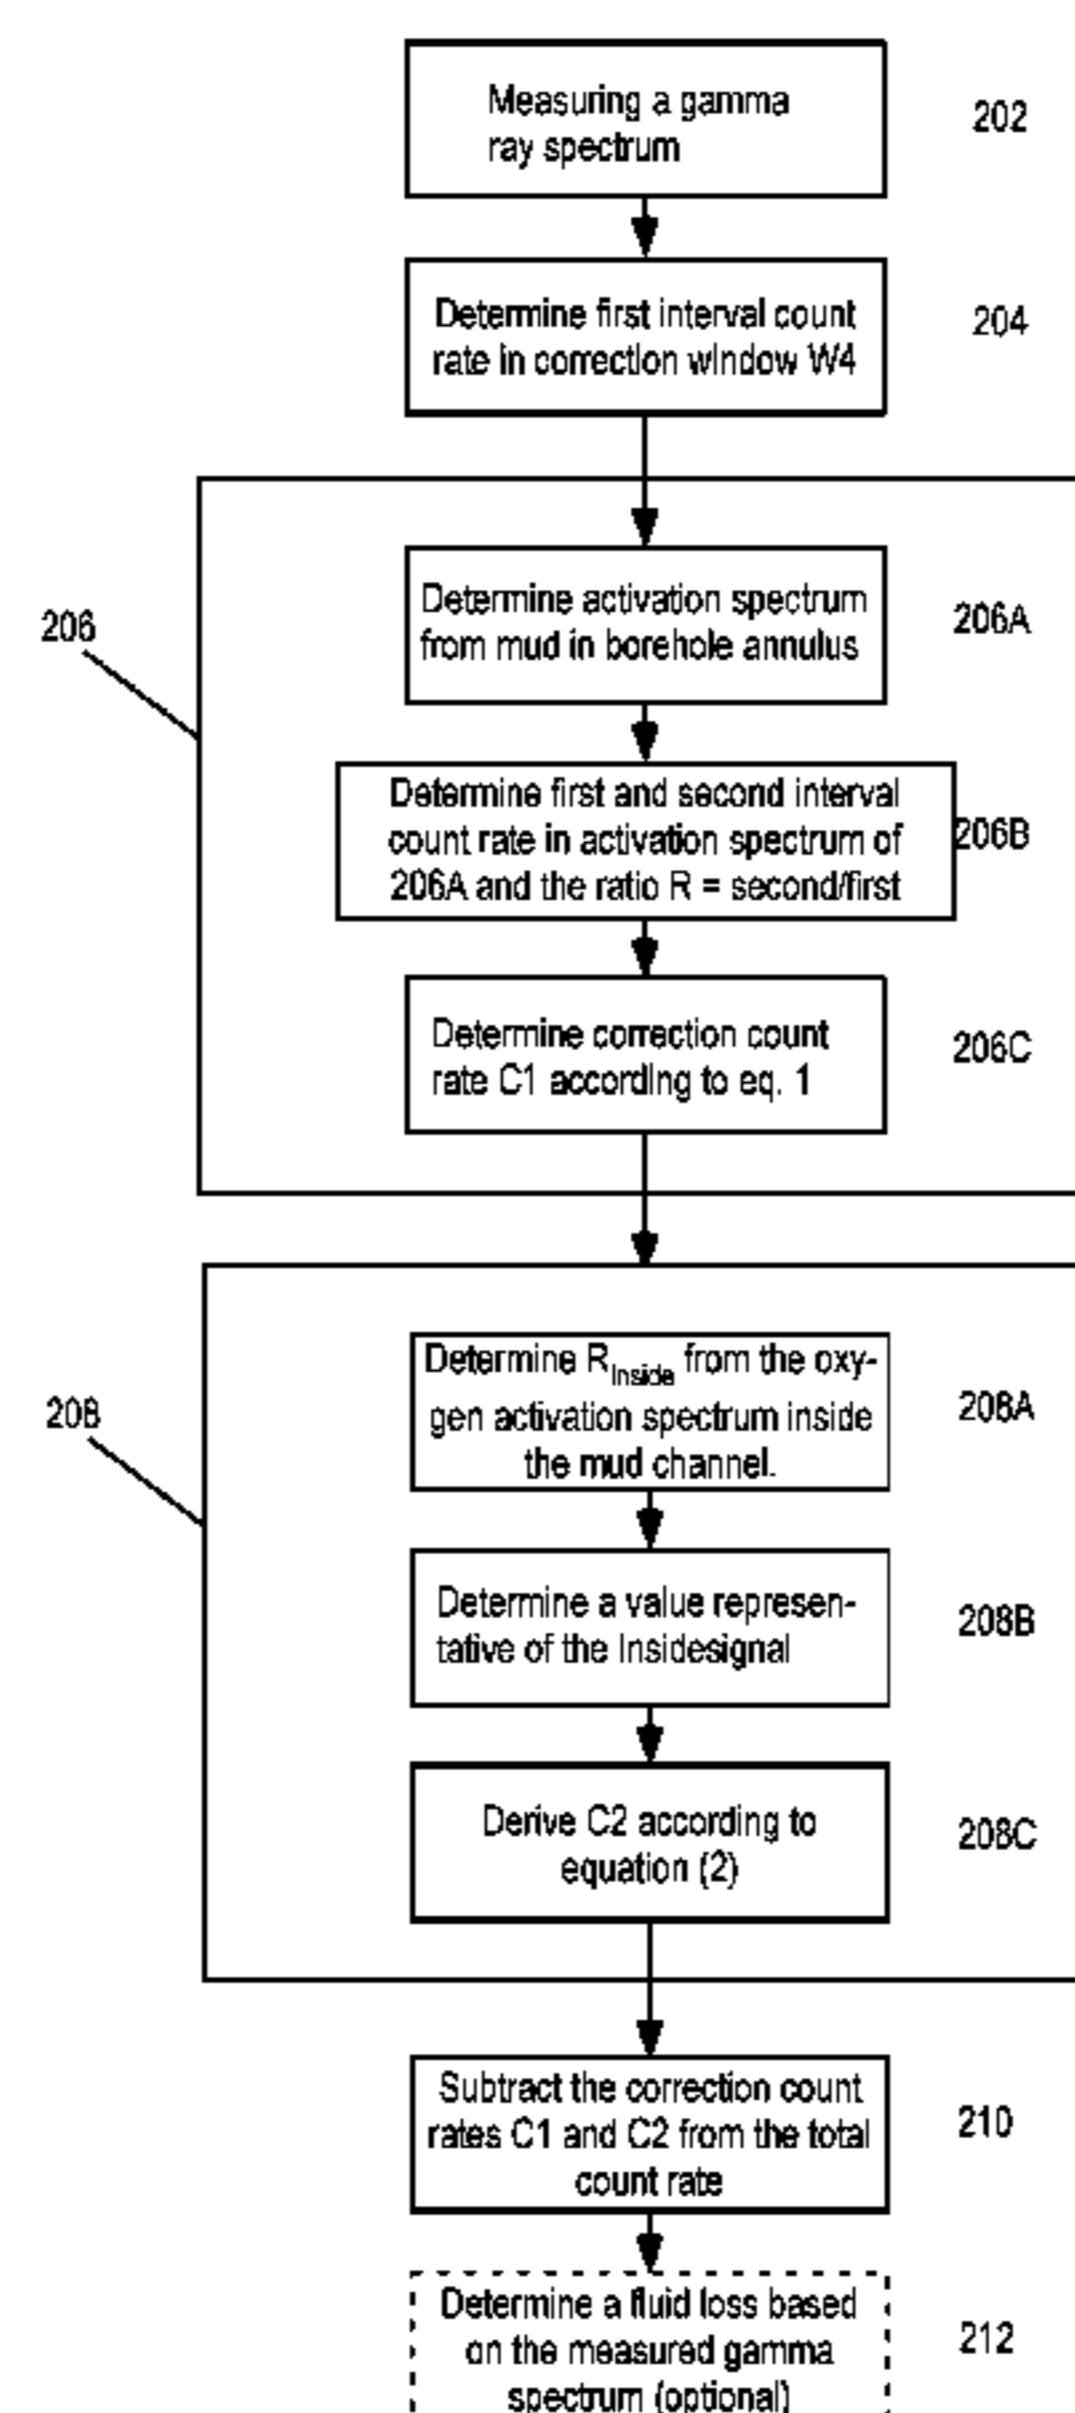 Measuring a gamma
ray spectrum
202
Determine first interval count
rate in correction window W4
204
206
Determine activation spectrum
from mud in borehole annulus
206A
Determine first and second interval
count rate in activation spectrum of
206A and the ratio R = second/first
206B
Determine correction count
rate C1 according to eq. 1
206C
208
Determine RInside from the oxy-
gen activation spectrum inside
the mud channel.
208A
Determine a value represen-
tative of the Insidesignal
208B
Derive C2 according to
equation (2)
208C
Subtract the correction count
rates C1 and C2 from the total
count rate
210
Determine a fluid loss based
on the measured gamma
spectrum (optional)
212